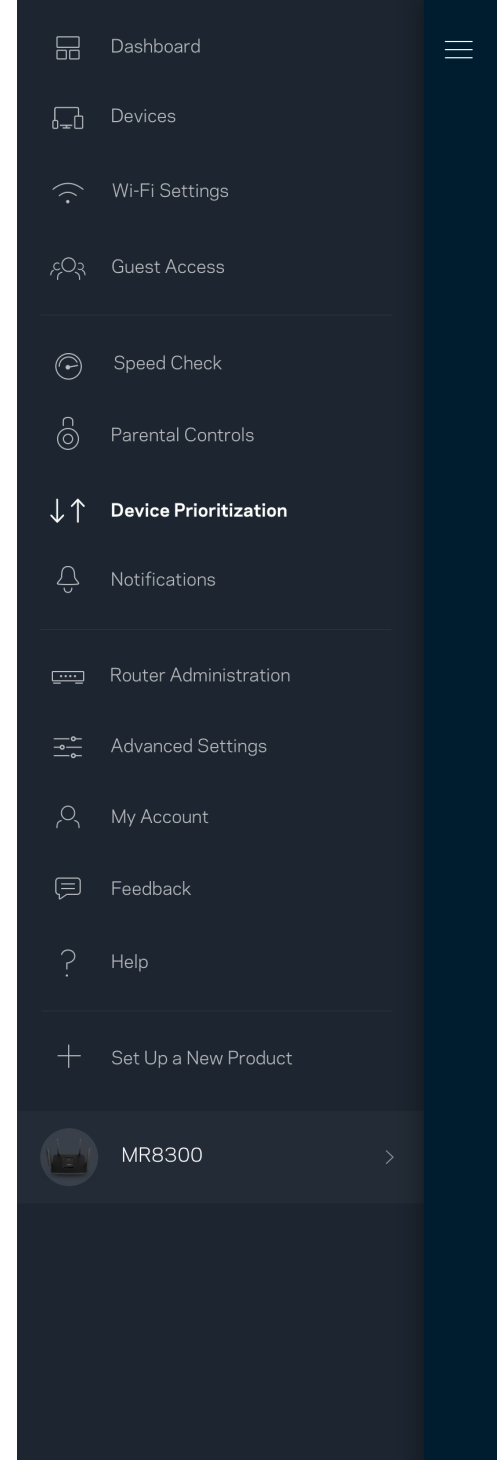 Dashboard
Devices
Wi-Fi Settings
Guest Access
Speed Check
Parental Controls
Device Prioritization
Notifications
Router Administration
Advanced Settings
My Account
Feedback
Help
Set Up a New Product
MR8300